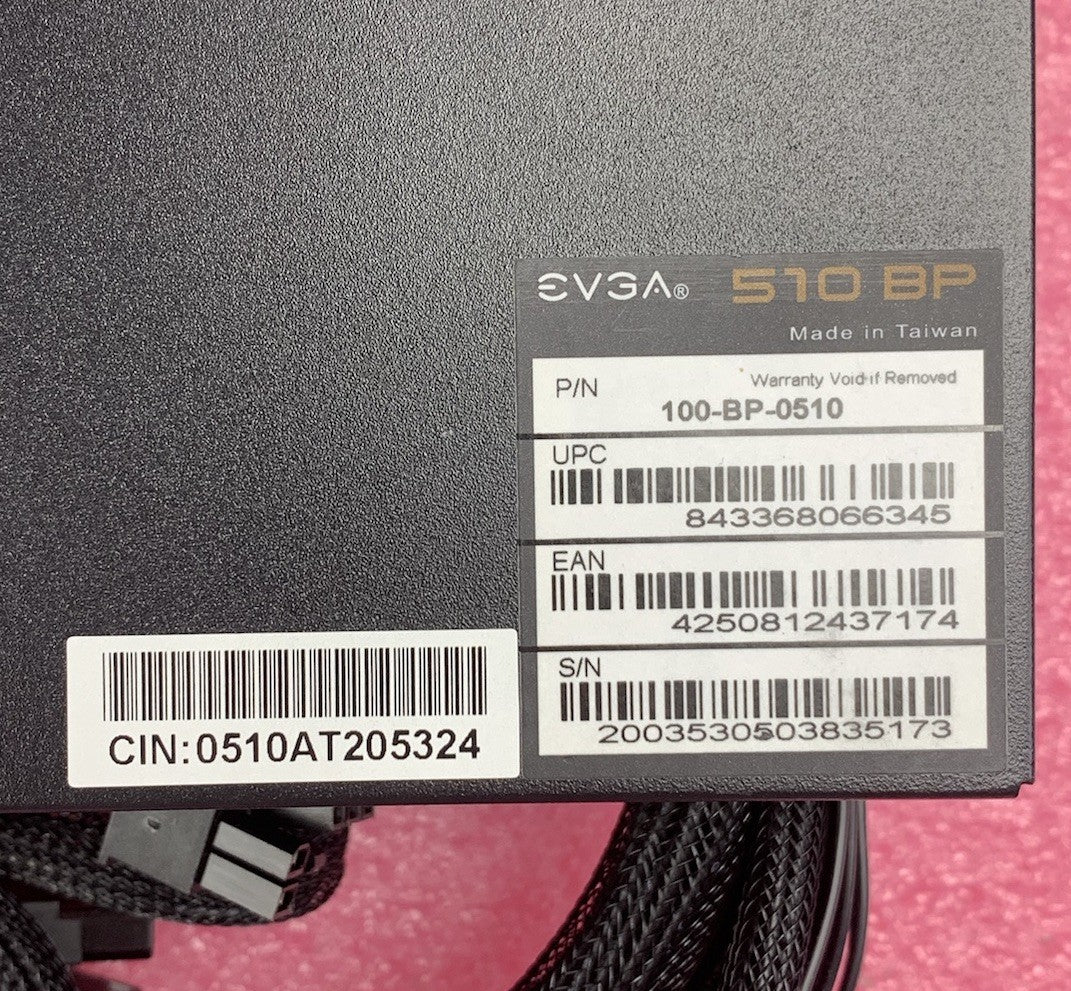 EVGA® 510 BP
Made in Taiwan
P/N
Warranty Void if Removed
100-BP-0510
UPC
843368066345
EAN
4250812437174
S/N
2003530503835173
CIN:0510AT205324